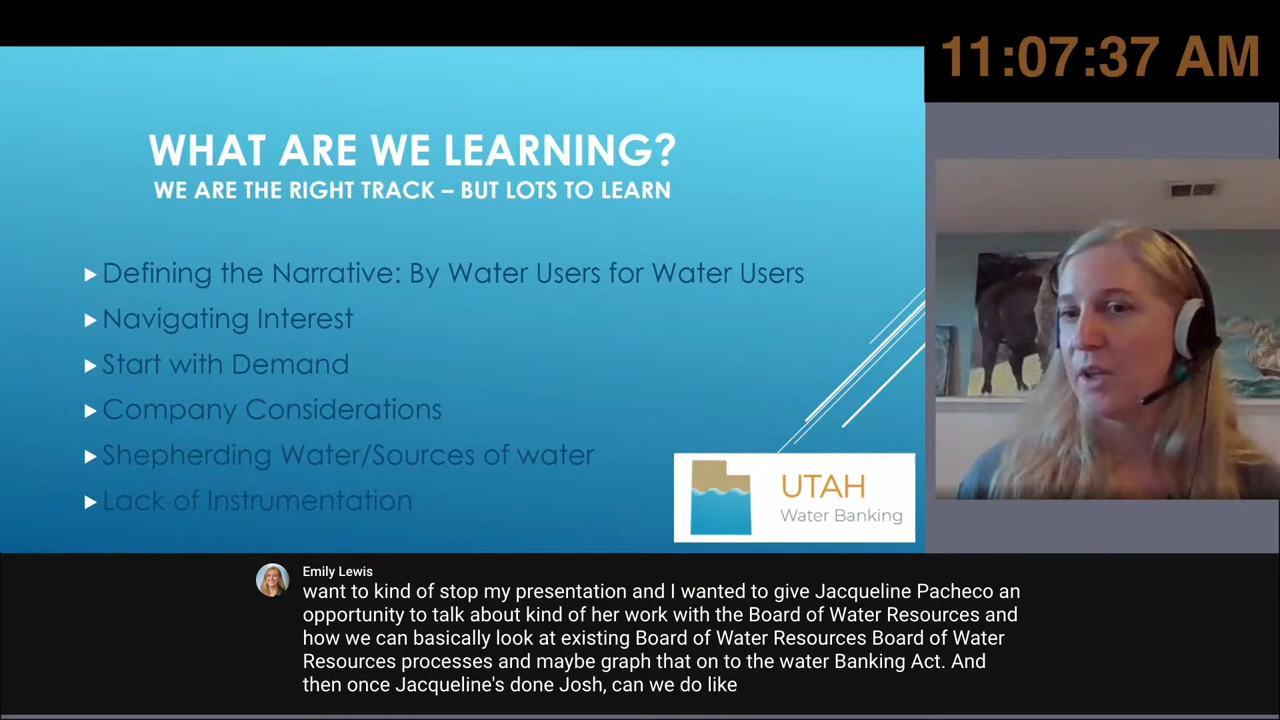 11:07:37 AM
WHAT ARE WE LEARNING?
WE ARE THE RIGHT TRACK – BUT LOTS TO LEARN
Defining the Narrative: By Water Users for Water Users
Navigating Interest
Start with Demand
Company Considerations
Shepherding Water/Sources of water
Lack of Instrumentation
UTAH
Water Banking
Emily Lewis
want to kind of stop my presentation and I wanted to give Jacqueline Pacheco an
opportunity to talk about kind of her work with the Board of Water Resources and
how we can basically look at existing Board of Water Resources Board of Water
Resources processes and maybe graph that on to the water Banking Act. And
then once Jacqueline's done Josh, can we do like